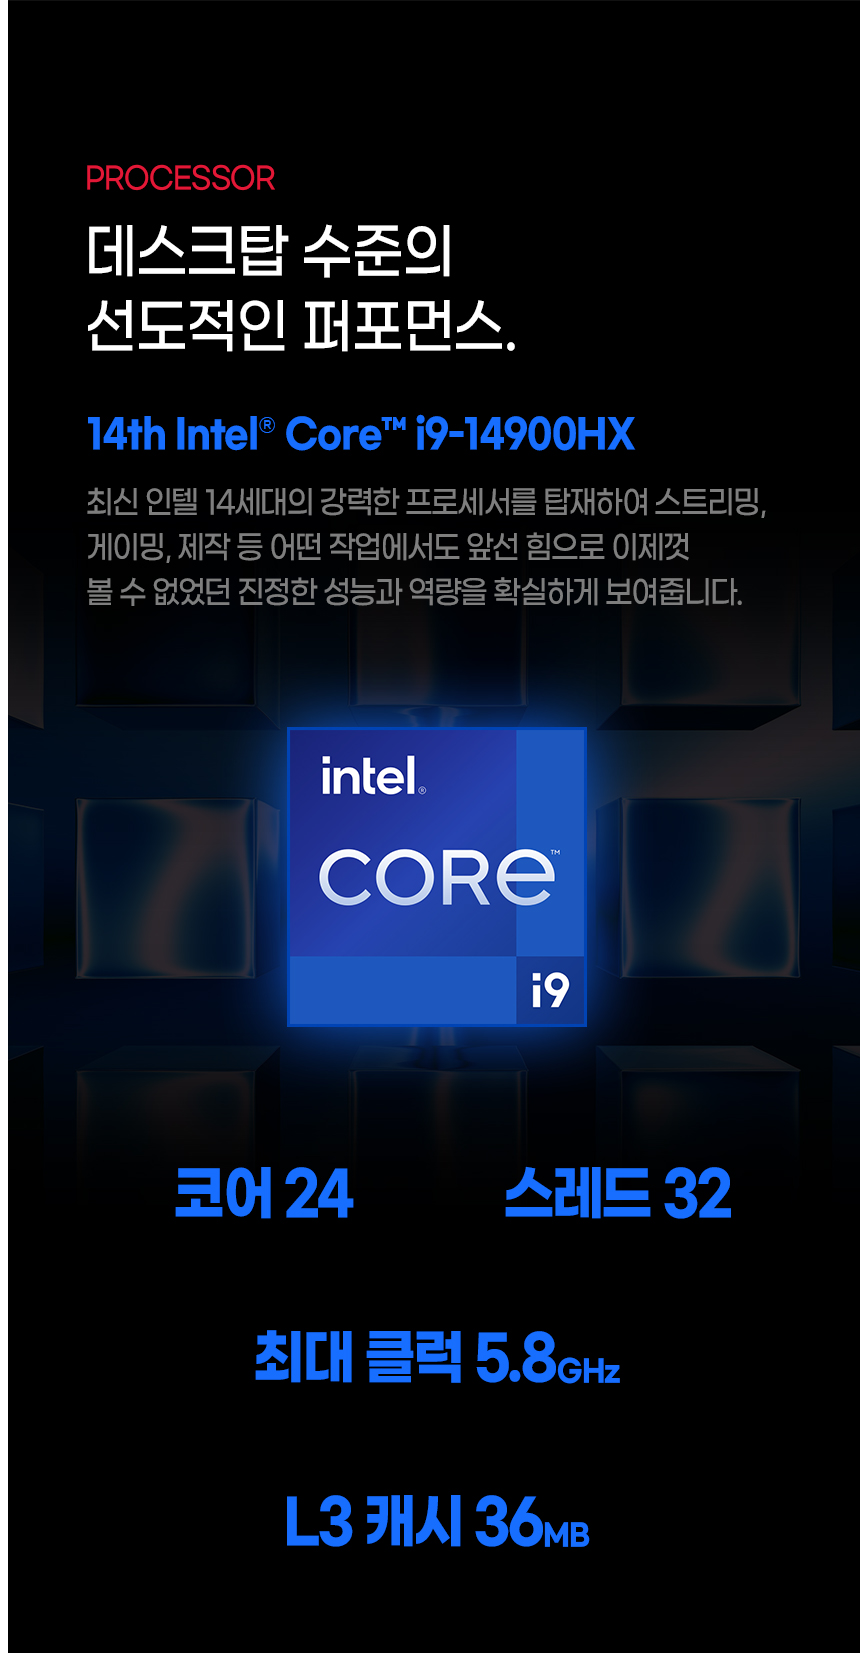 PROCESSOR
데스크탑 수준의
선도적인 퍼포먼스.
14th Intel® Core™ i9-14900HX
최신 인텔 14세대의 강력한 프로세서를 탑재하여 스트리밍,
게이밍, 제작 등 어떤 작업에서도 앞선 힘으로 이제껏
볼 수 없었던 진정한 성능과 역량을 확실하게 보여줍니다.
intel®
CORE™
i9
코어 24 스레드 32
최대 클럭 5.8GHz
L3 캐시 36MB